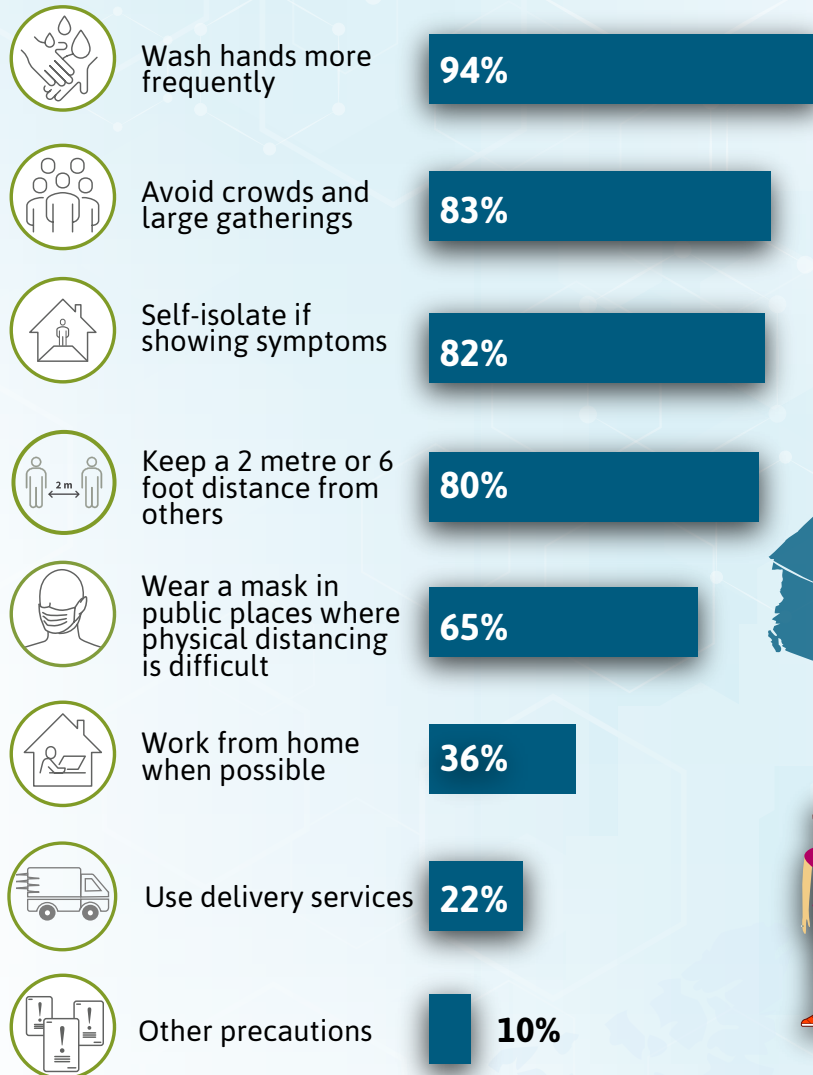 Wash hands more
frequently
94%
Avoid crowds and
large gatherings
83%
Self-isolate if
showing symptoms
82%
2 m
Keep a 2 metre or 6
foot distance from
others
80%
Wear a mask in
public places where
physical distancing
is difficult
65%
Work from home
when possible
36%
Use delivery services
22%
! ! !
Other precautions
10%